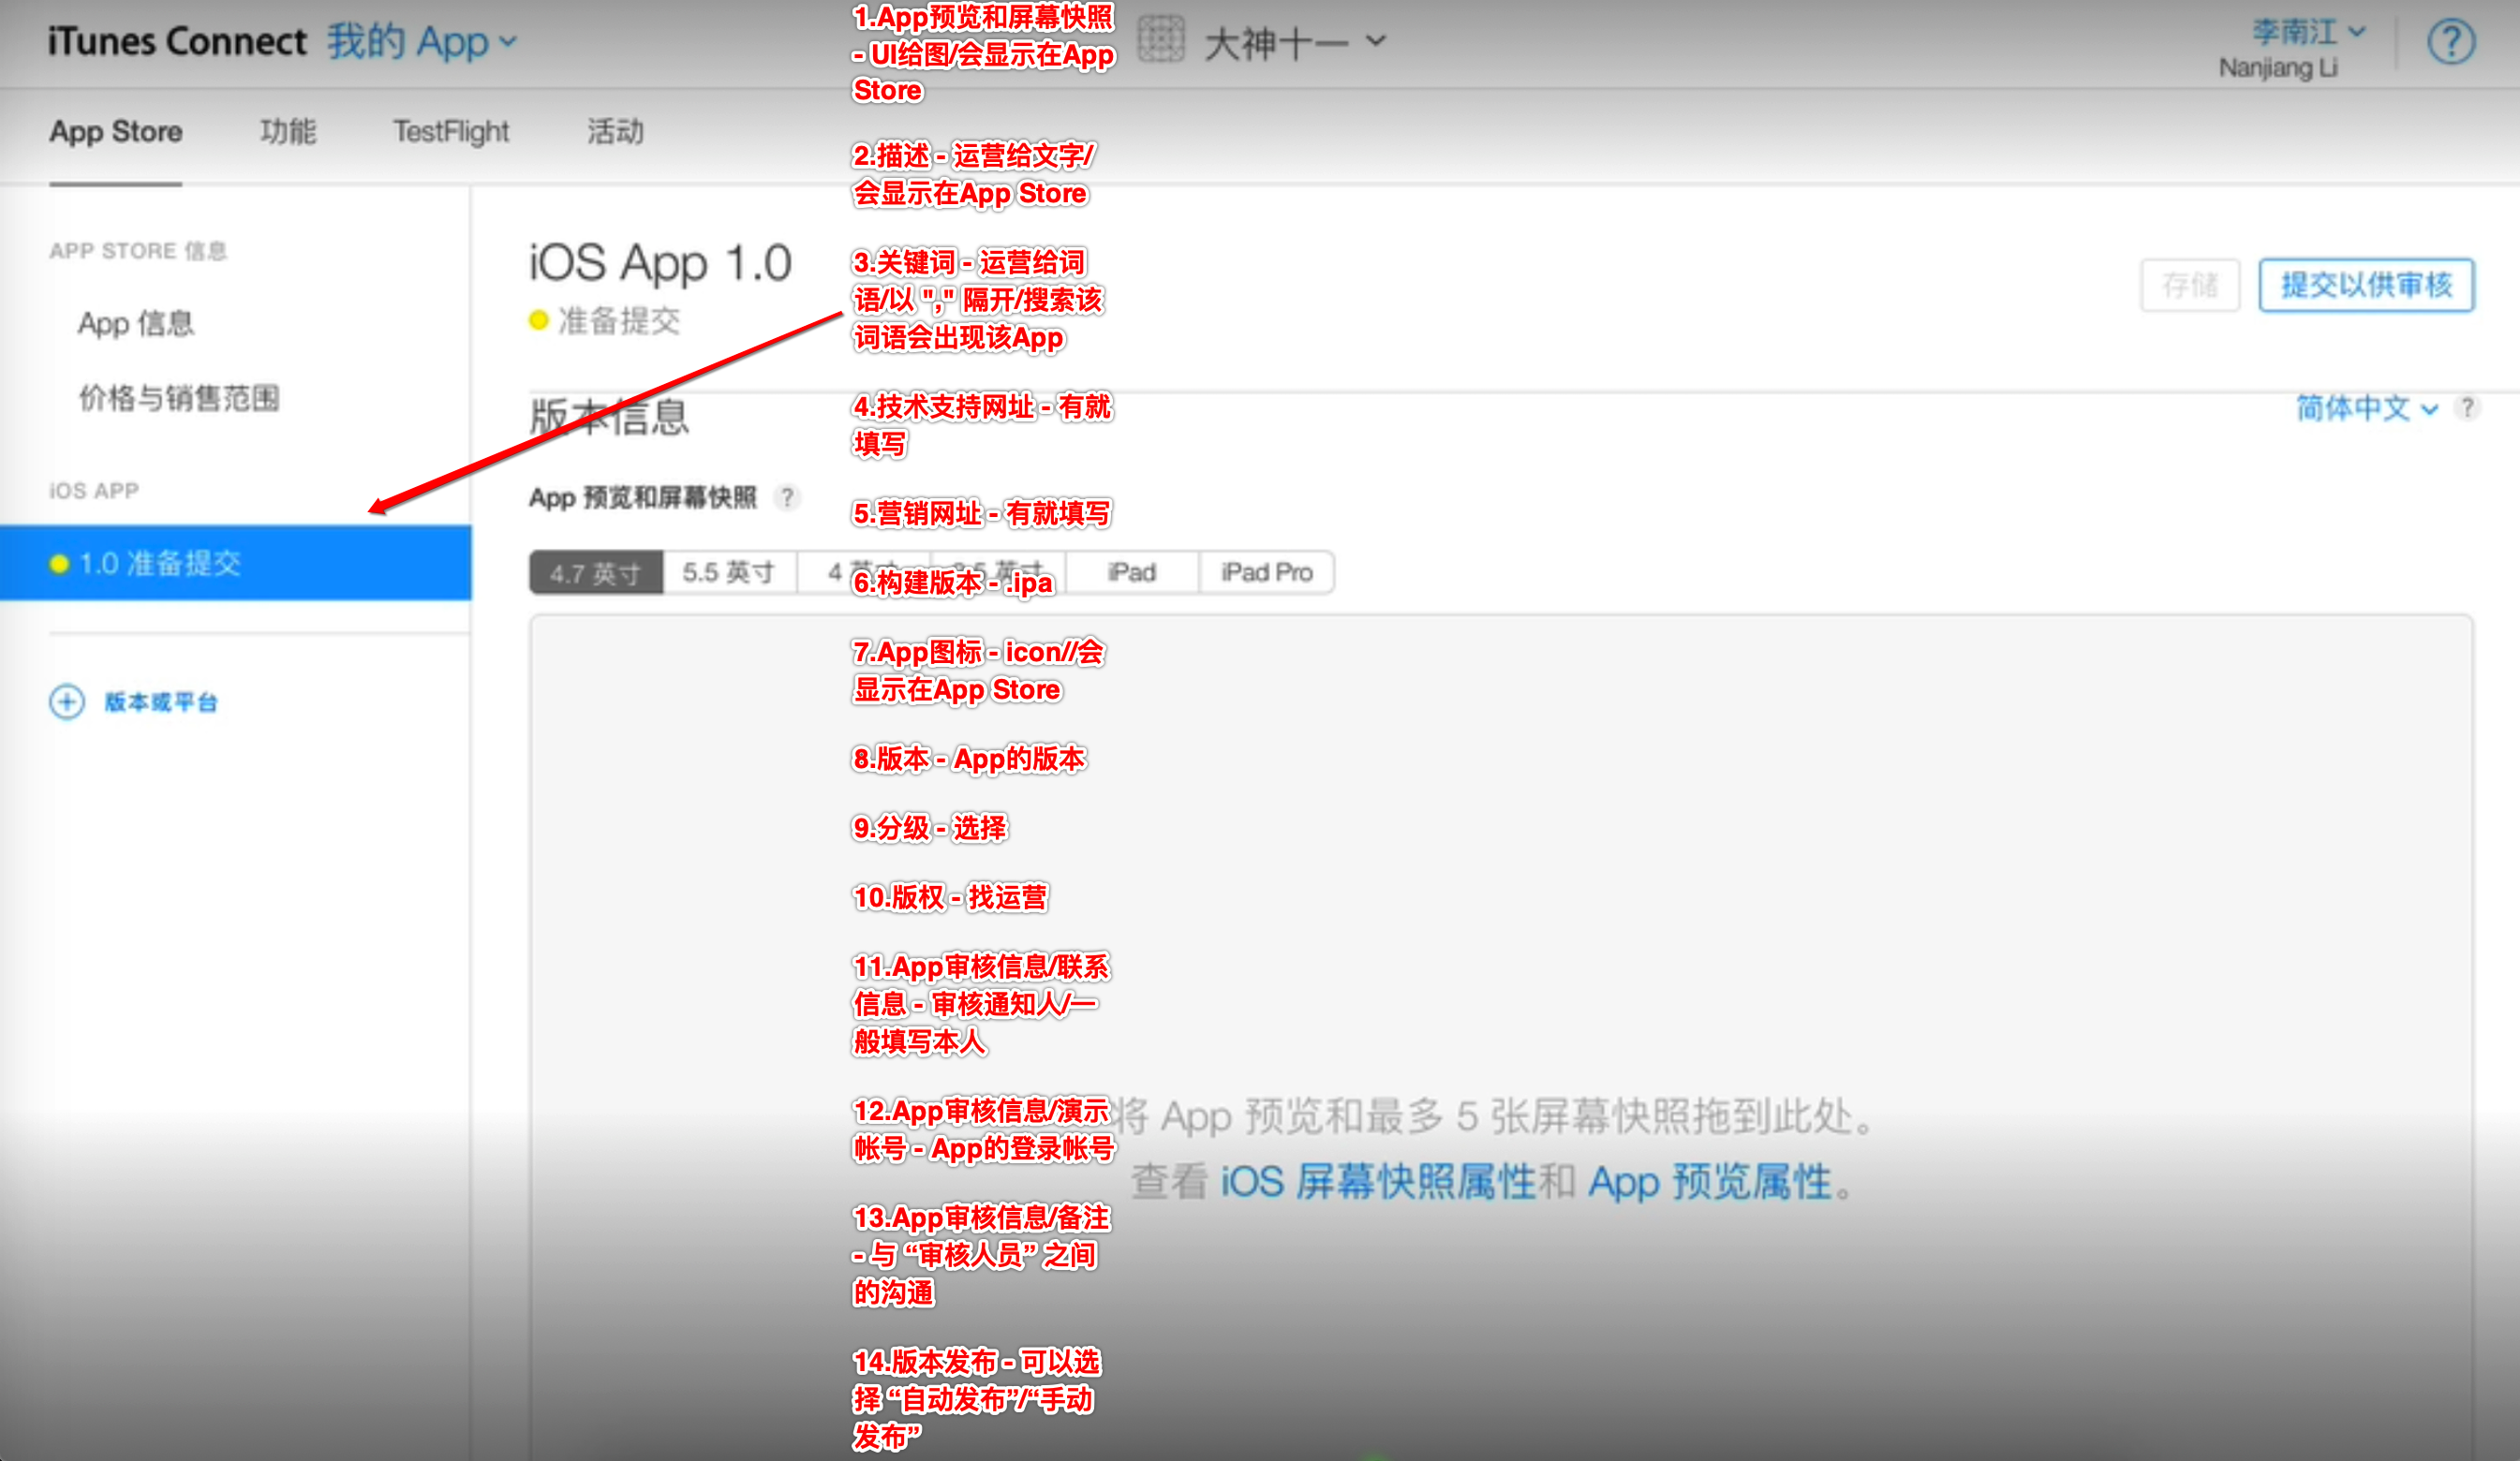 iTunes Connect 我的 App
大神十一
李南江
Nanjiang Li
?
App Store 功能 TestFlight 活动
APP STORE 信息
App 信息
价格与销售范围
iOS APP
1.0 准备提交
版本或平台
iOS App 1.0
准备提交
存储 提交以供审核
版本信息
简体中文 ?
App 预览和屏幕快照 ?
4.7 英寸 5.5 英寸 4 英寸 3.5 英寸 iPad iPad Pro
将 App 预览和最多 5 张屏幕快照拖到此处。
查看 iOS 屏幕快照属性和 App 预览属性。
1.App预览和屏幕快照
- UI给图/会显示在App
Store
2.描述 - 运营给文字/
会显示在App Store
3.关键词 - 运营给词
语/以 "," 隔开/搜索该
词语会出现该App
4.技术支持网址 - 有就
填写
5.营销网址 - 有就填写
6.构建版本 - .ipa
7.App图标 - icon//会
显示在App Store
8.版本 - App的版本
9.分级 - 选择
10.版权 - 找运营
11.App审核信息/联系
信息 - 审核通知人/一
般填写本人
12.App审核信息/演示
帐号 - App的登录帐号
13.App审核信息/备注
- 与 “审核人员” 之间
的沟通
14.版本发布 - 可以选
择 “自动发布”/“手动
发布”